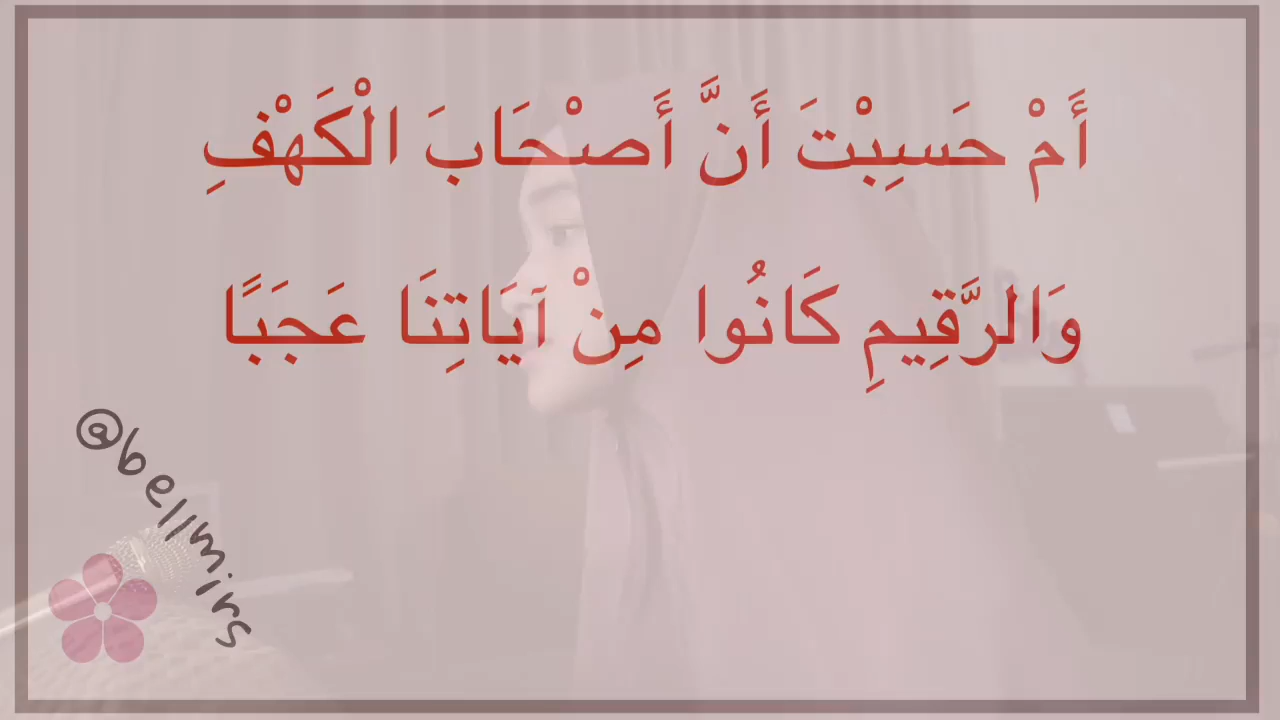 أَمْ حَسِبْتَ أَنَّ أَصْحَابَ الْكَهْفِ
وَالرَّقِيمِ كَانُوا مِنْ آيَاتِنَا عَجَبًا
@bellmirs